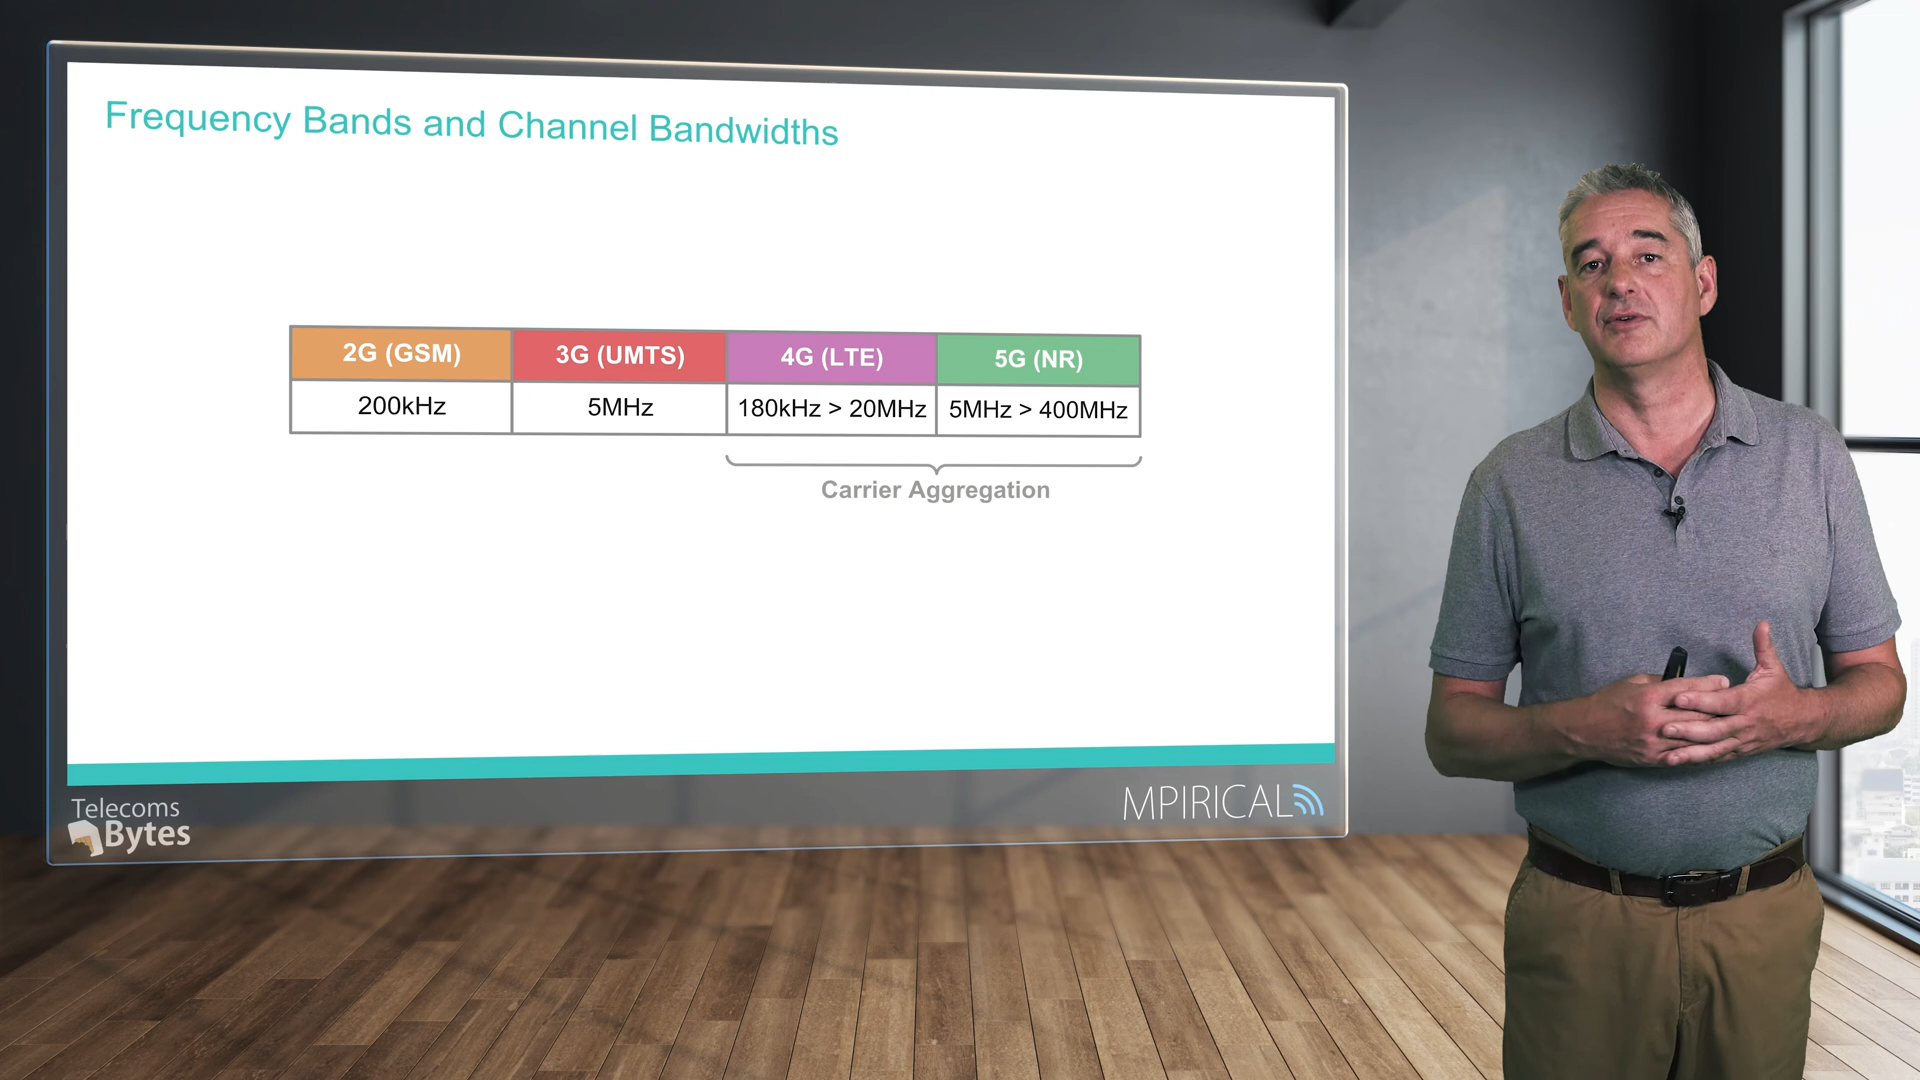 Frequency Bands and Channel Bandwidths
2G (GSM) 3G (UMTS) 4G (LTE) 5G (NR)
200kHz 5MHz 180kHz > 20MHz 5MHz > 400MHz
Carrier Aggregation
Telecoms
Bytes
MPIRICAL